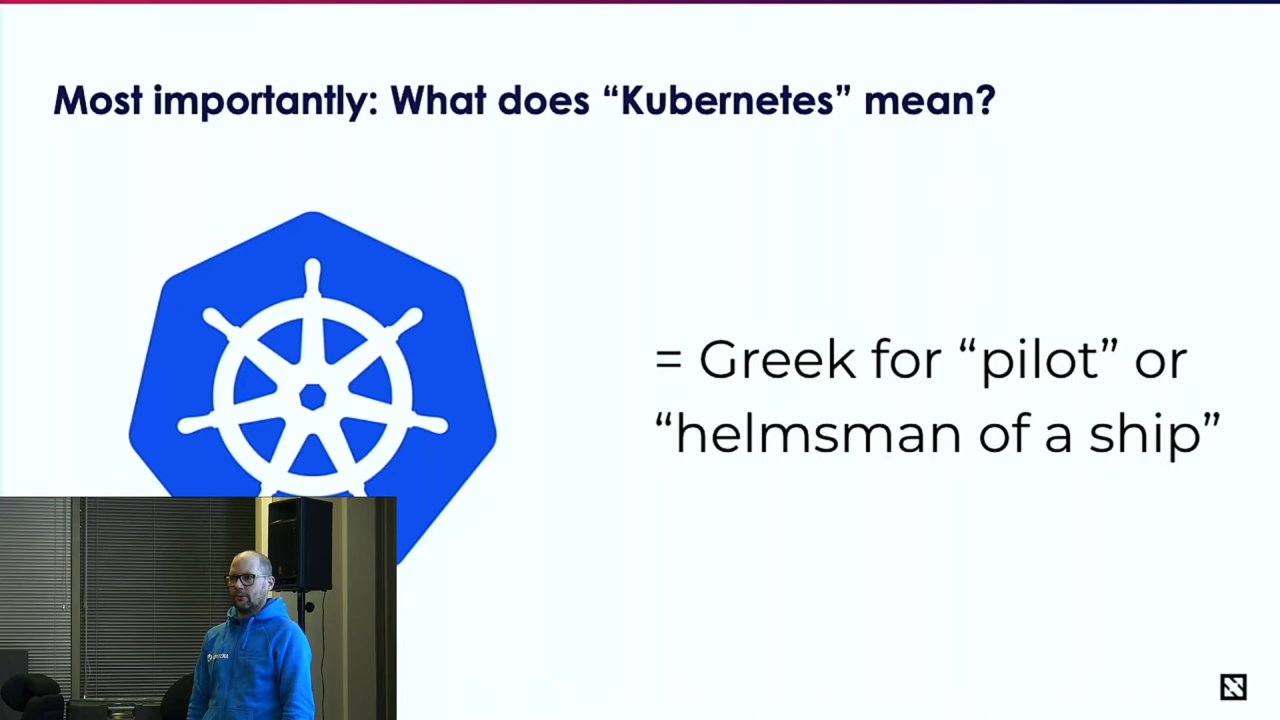 Most importantly: What does “Kubernetes” mean?
= Greek for “pilot” or
“helmsman of a ship”